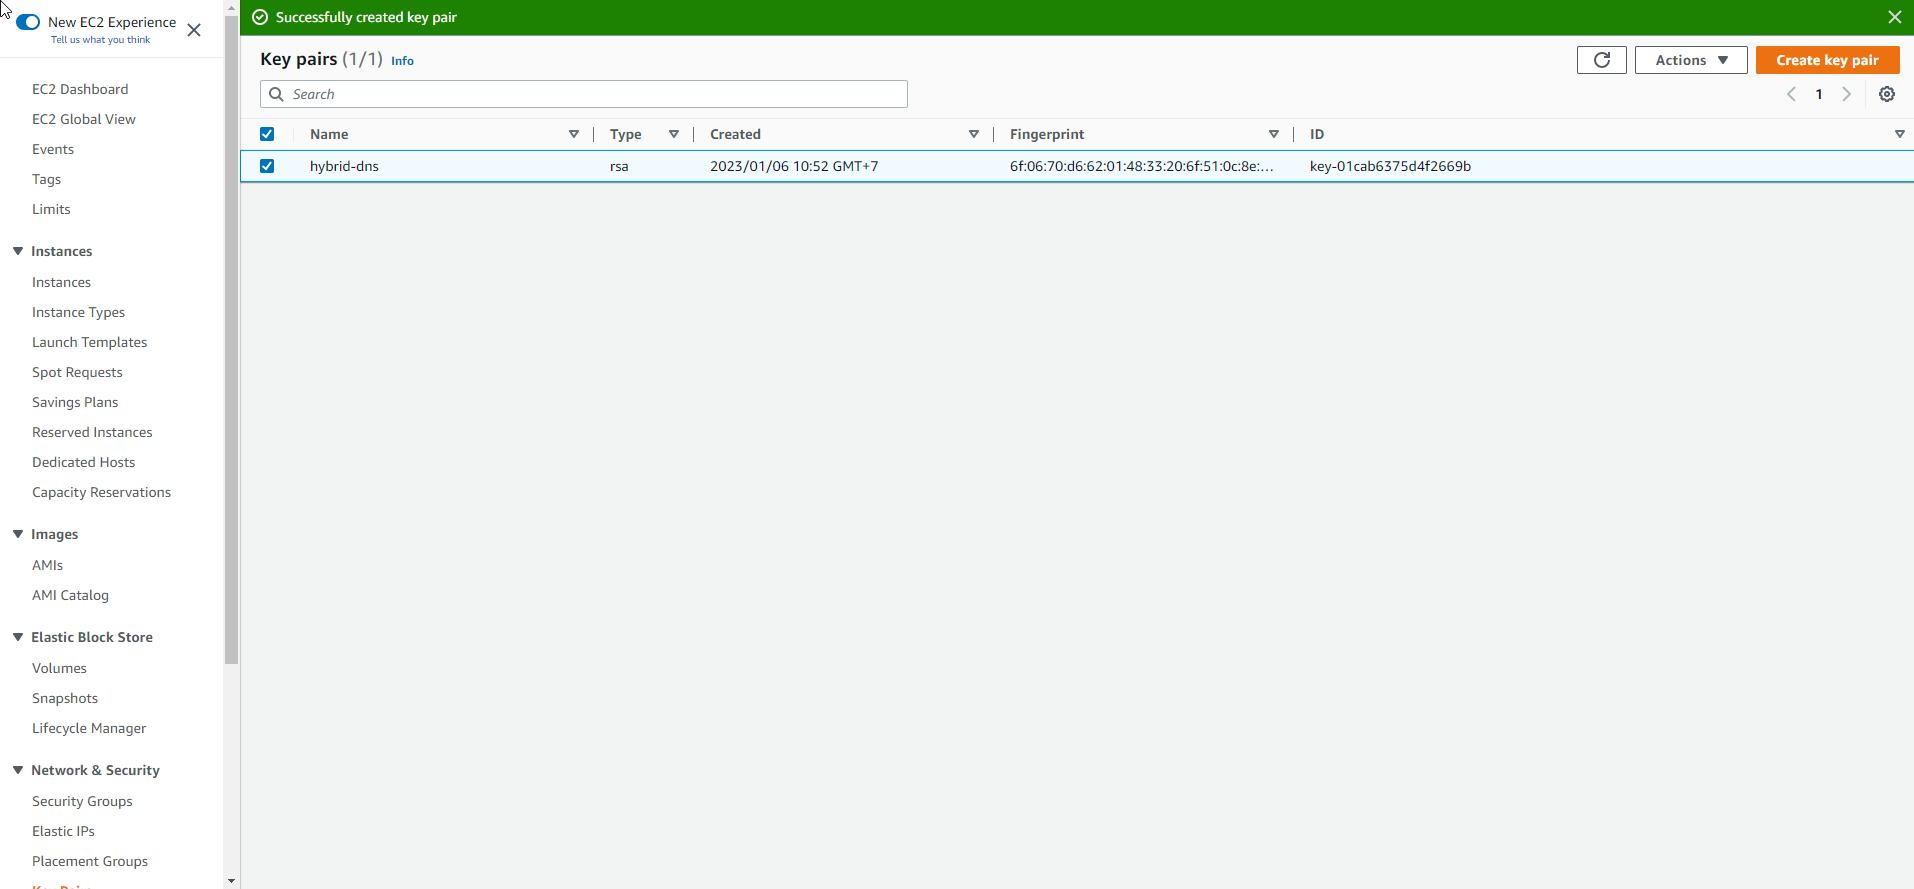 New EC2 Experience
Tell us what you think
EC2 Dashboard
EC2 Global View
Events
Tags
Limits
Instances
Instances
Instance Types
Launch Templates
Spot Requests
Savings Plans
Reserved Instances
Dedicated Hosts
Capacity Reservations
Images
AMIs
AMI Catalog
Elastic Block Store
Volumes
Snapshots
Lifecycle Manager
Network & Security
Security Groups
Elastic IPs
Placement Groups
Successfully created key pair
Key pairs (1/1) Info
Actions
Create key pair
Search
1
Name Type Created Fingerprint ID
hybrid-dns rsa 2023/01/06 10:52 GMT+7 6f:06:70:d6:62:01:48:33:20:6f:51:0c:8e:... key-01cab6375d4f2669b